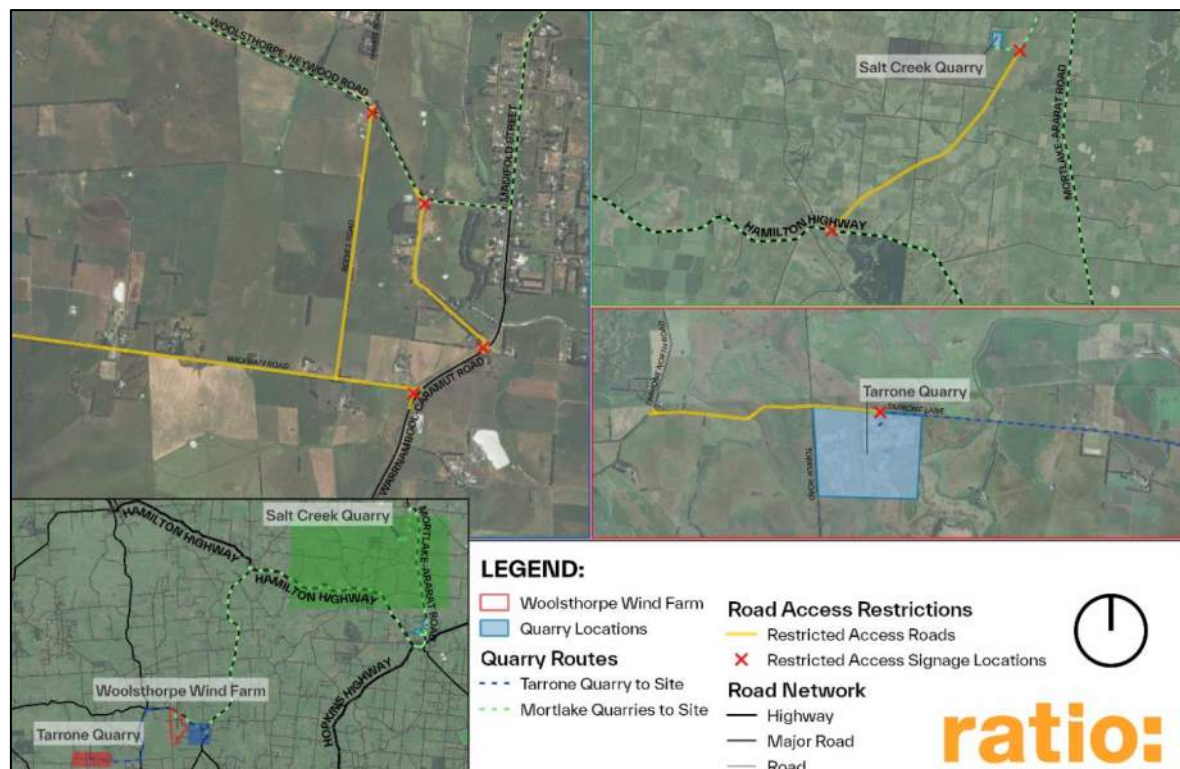 WOOLSTHORPE-HEYWOOD ROAD
MANIFOLD STREET
WARRNAMBOOL-CARAMUT ROAD
Salt Creek Quarry
MORTLAKE-ARARAT ROAD
HAMILTON HIGHWAY
Tarrone Quarry
TARRONE LANE
TARRONE NORTH ROAD
Salt Creek Quarry
HAMILTON HIGHWAY
HAMILTON HIGHWAY
MORTLAKE-ARARAT ROAD
HOPKINS HIGHWAY
Woolsthorpe Wind Farm
Tarrone Quarry
LEGEND:
Woolsthorpe Wind Farm
Quarry Locations
Quarry Routes
Tarrone Quarry to Site
Mortlake Quarries to Site
Road Access Restrictions
Restricted Access Roads
Restricted Access Signage Locations
Road Network
Highway
Major Road
Road
ratio: